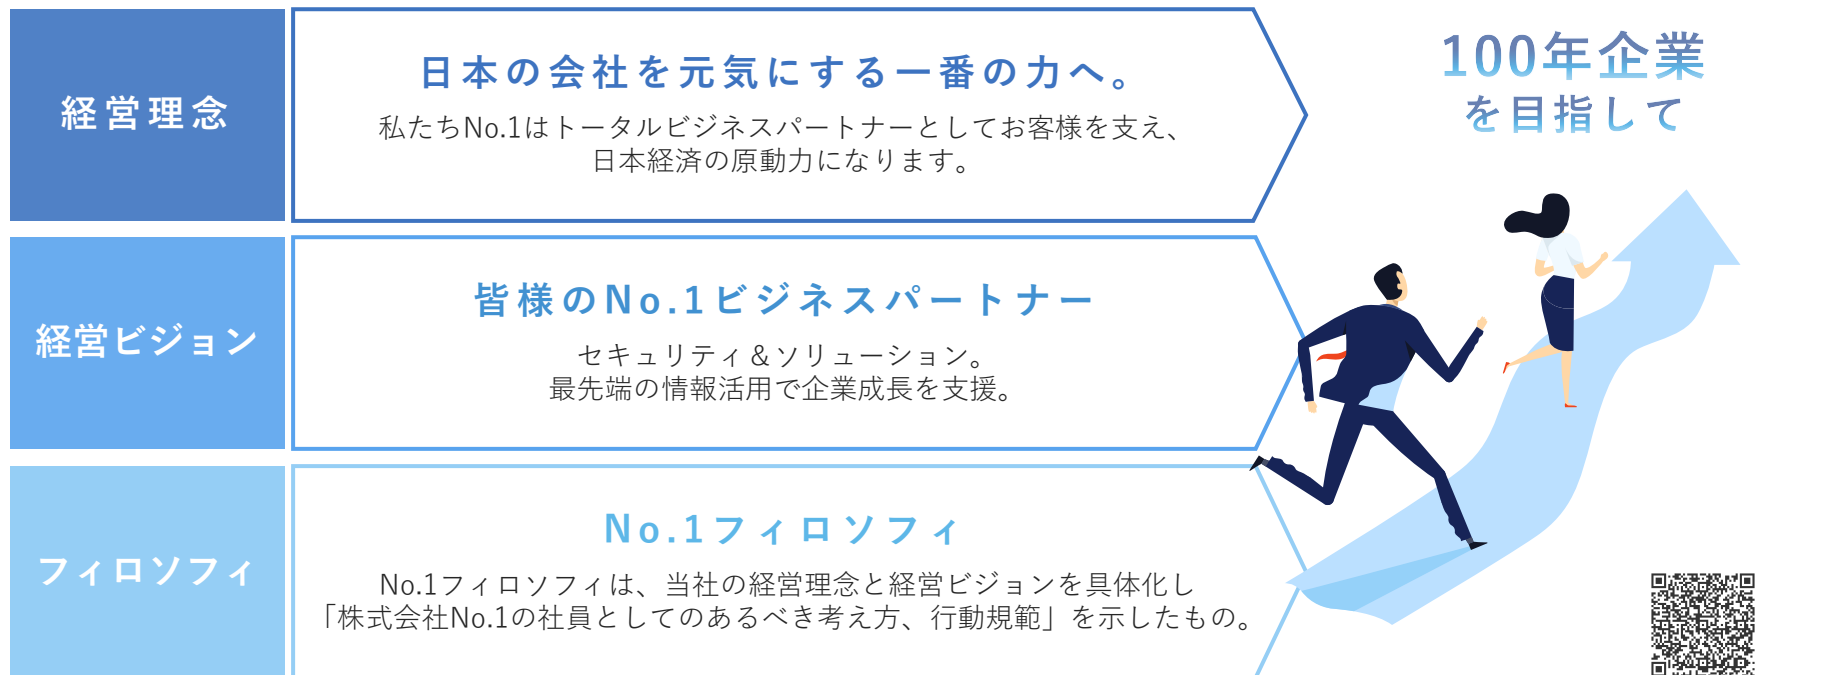 経営理念
日本の会社を元気にする一番の力へ。
私たちNo.1はトータルビジネスパートナーとしてお客様を支え、
日本経済の原動力になります。
経営ビジョン
皆様のNo.1ビジネスパートナー
セキュリティ＆ソリューション。
最先端の情報活用で企業成長を支援。
フィロソフィ
No.1フィロソフィ
No.1フィロソフィは、当社の経営理念と経営ビジョンを具体化し
「株式会社No.1の社員としてのあるべき考え方、行動規範」を示したもの。
100年企業
を目指して